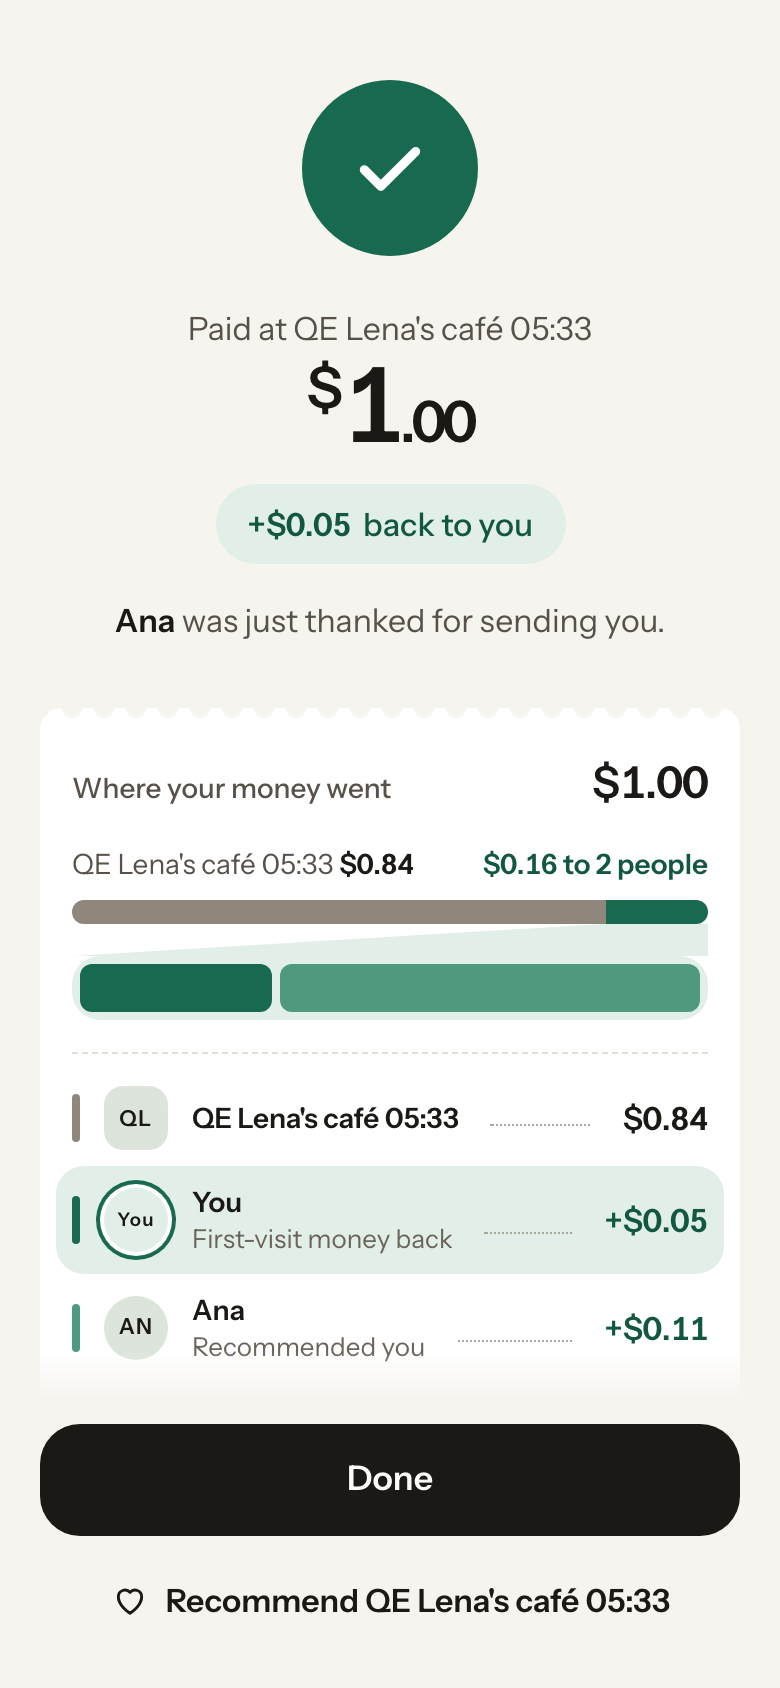 Paid at QE Lena's café 05:33
$1.00
+$0.05 back to you
Ana was just thanked for sending you.
Where your money went $1.00
QE Lena's café 05:33 $0.84 $0.16 to 2 people
QL QE Lena's café 05:33 $0.84
You You +$0.05
First-visit money back
AN Ana +$0.11
Recommended you
Done
Recommend QE Lena's café 05:33